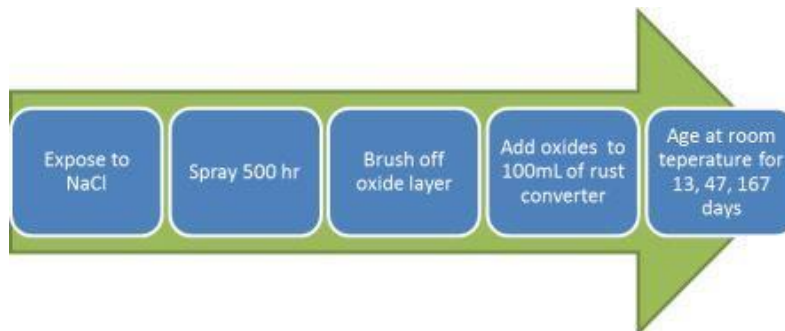 Expose to
NaCl
Spray 500 hr
Brush off
oxide layer
Add oxides to
100mL of rust
converter
Age at room
teperature for
13, 47, 167
days